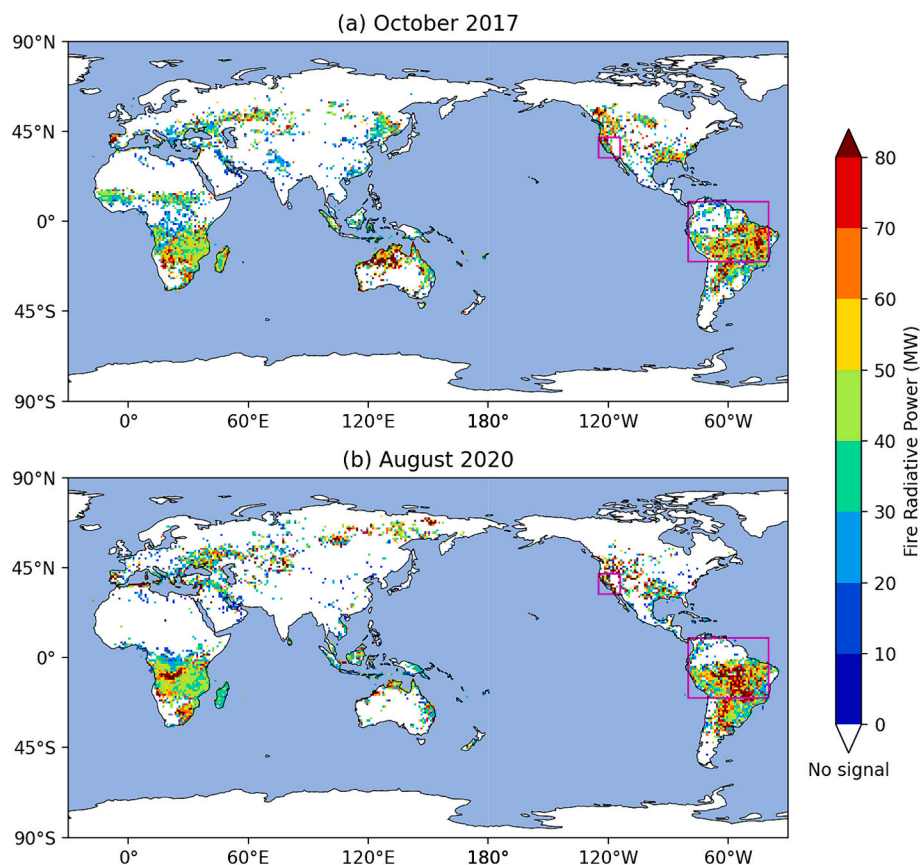 (a) October 2017
90°N
45°N
0°
45°S
90°S
0°
60°E
120°E
180°
120°W
60°W
(b) August 2020
90°N
45°N
0°
45°S
90°S
0°
60°E
120°E
180°
120°W
60°W
80
70
60
50
40
30
20
10
0
No signal
Fire Radiative Power (MW)